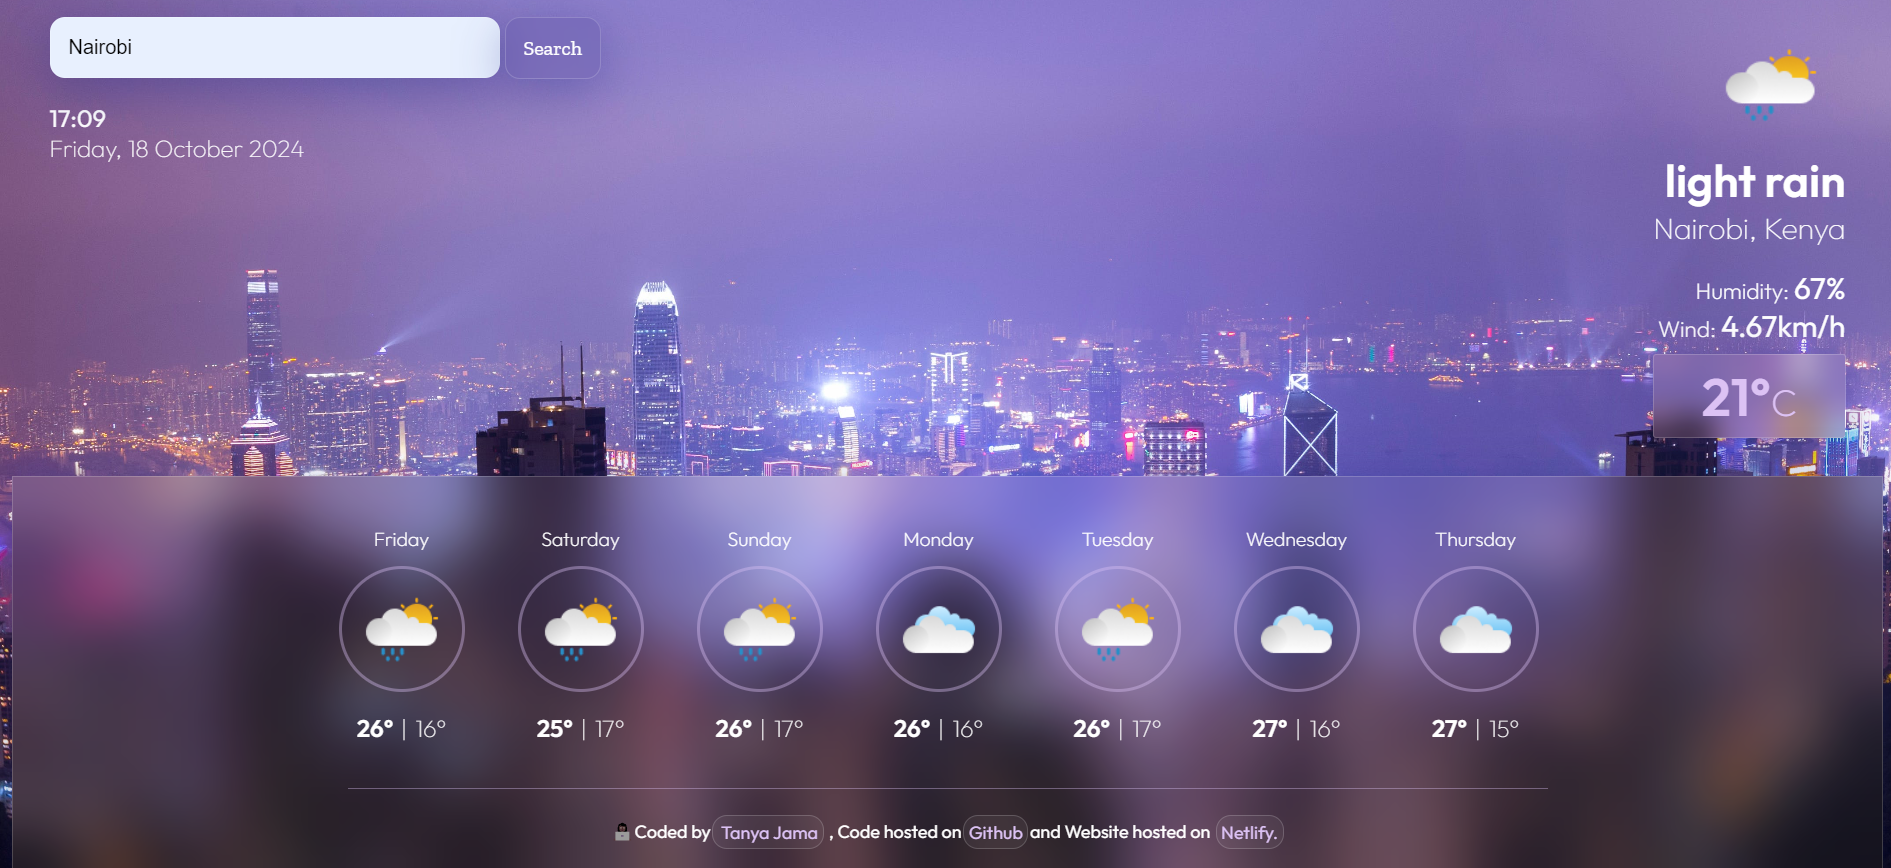 Nairobi
Search
17:09
Friday, 18 October 2024
light rain
Nairobi, Kenya
Humidity: 67%
Wind: 4.67km/h
21°C
Friday
Saturday
Sunday
Monday
Tuesday
Wednesday
Thursday
26° | 16°
25° | 17°
26° | 17°
26° | 16°
26° | 17°
27° | 16°
27° | 15°
Coded by Tanya Jama , Code hosted on Github and Website hosted on Netlify.